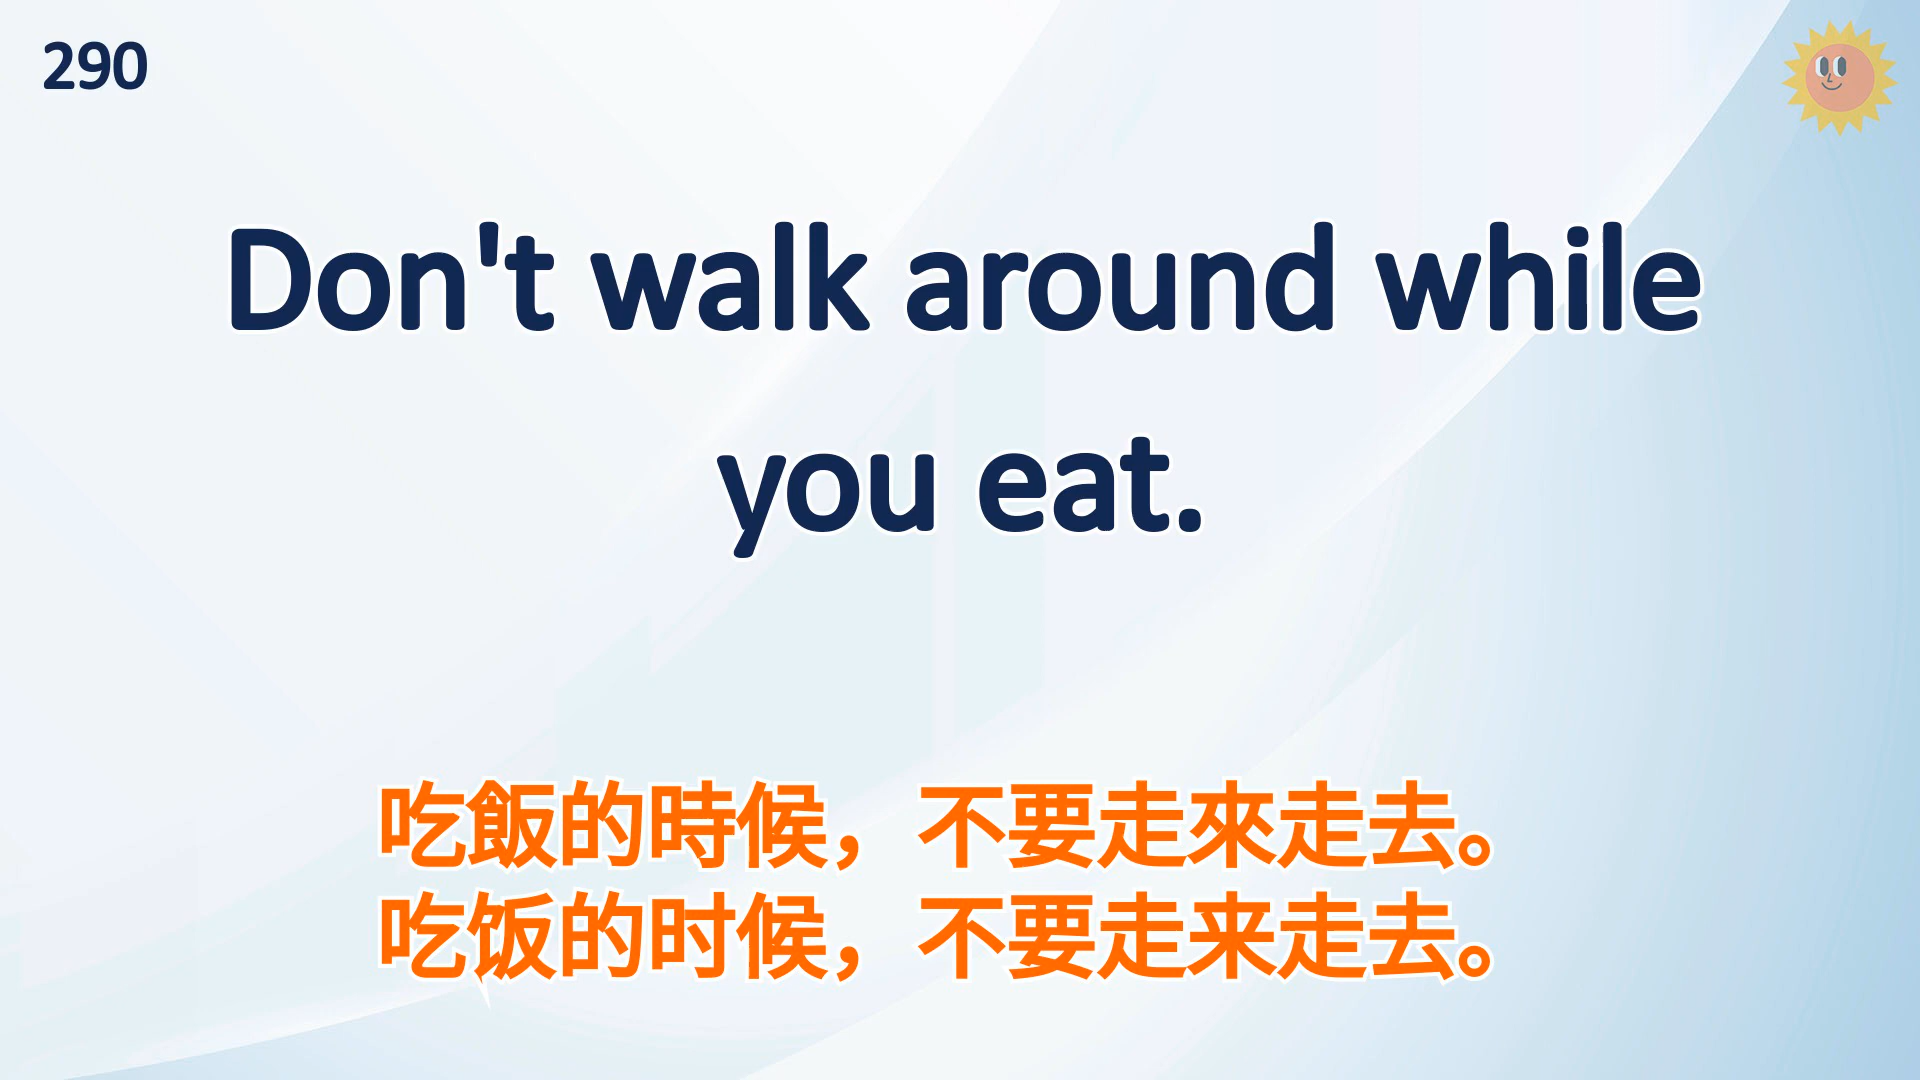 290
Don't walk around while
you eat.
吃飯的時候，不要走來走去。
吃饭的时候，不要走来走去。